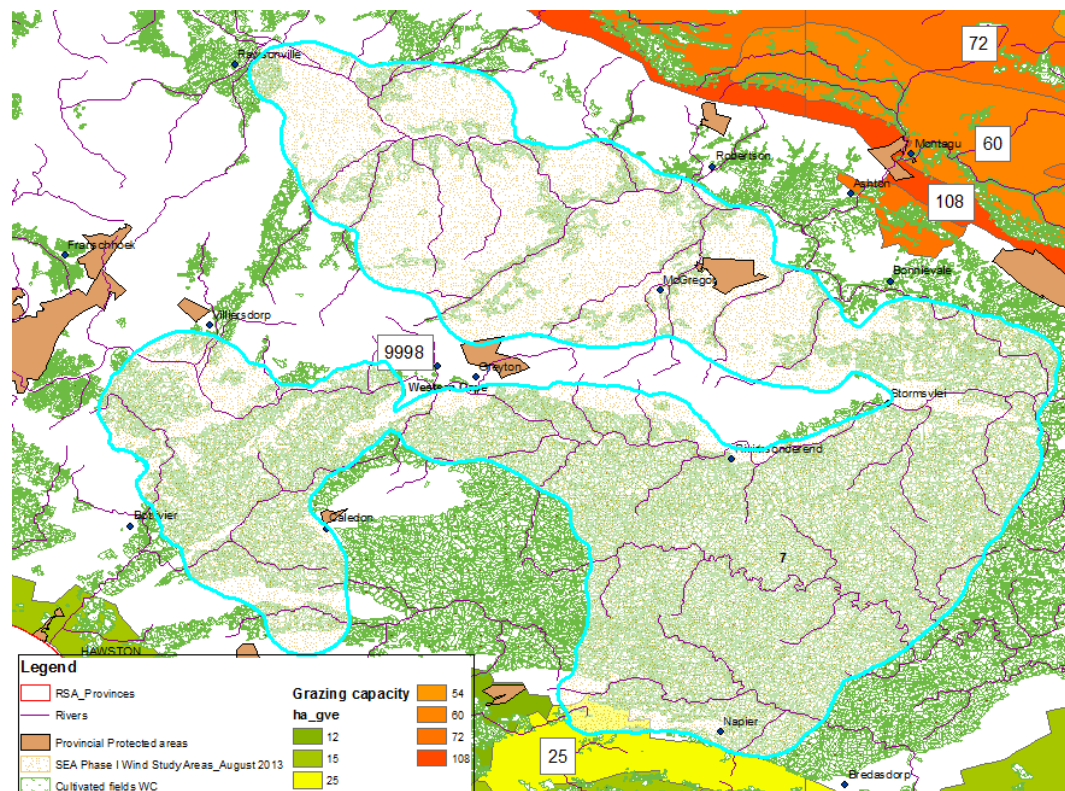 Rawsonville
72
Robertson
Montagu
60
Ashton
108
Franschhoek
Bonnievale
McGregor
Villiersdorp
9998
Greyton
Western Cape
Stormsvlei
Riviersonderend
Botrivier
Caledon
7
HAWSTON
Legend
RSA_Provinces
Rivers
Provincial Protected areas
SEA Phase I Wind Study Areas_August 2013
Cultivated fields WC
Grazing capacity
ha_gve
12
15
25
54
60
72
108
25
Napier
Bredasdorp